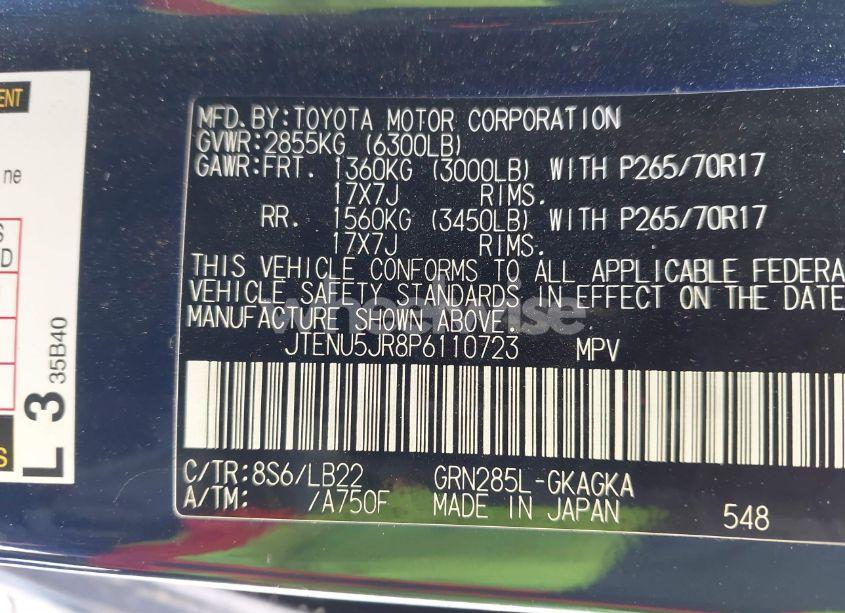 ENT
MFD. BY:TOYOTA MOTOR CORPORATION
GVWR:2855KG (6300LB)
GAWR:FRT. 1360KG (3000LB) WITH P265/70R17
17X7J RIMS.
RR. 1560KG (3450LB) WITH P265/70R17
17X7J RIMS.
THIS VEHICLE CONFORMS TO ALL APPLICABLE FEDERA
VEHICLE SAFETY STANDARDS IN EFFECT ON THE DATE
MANUFACTURE SHOWN ABOVE.
JTENU5JR8P6110723 MPV
C/TR:8S6/LB22 GRN285L-GKAGKA
A/TM: /A750F MADE IN JAPAN 548
ne
S
D
L 3 35B40
S